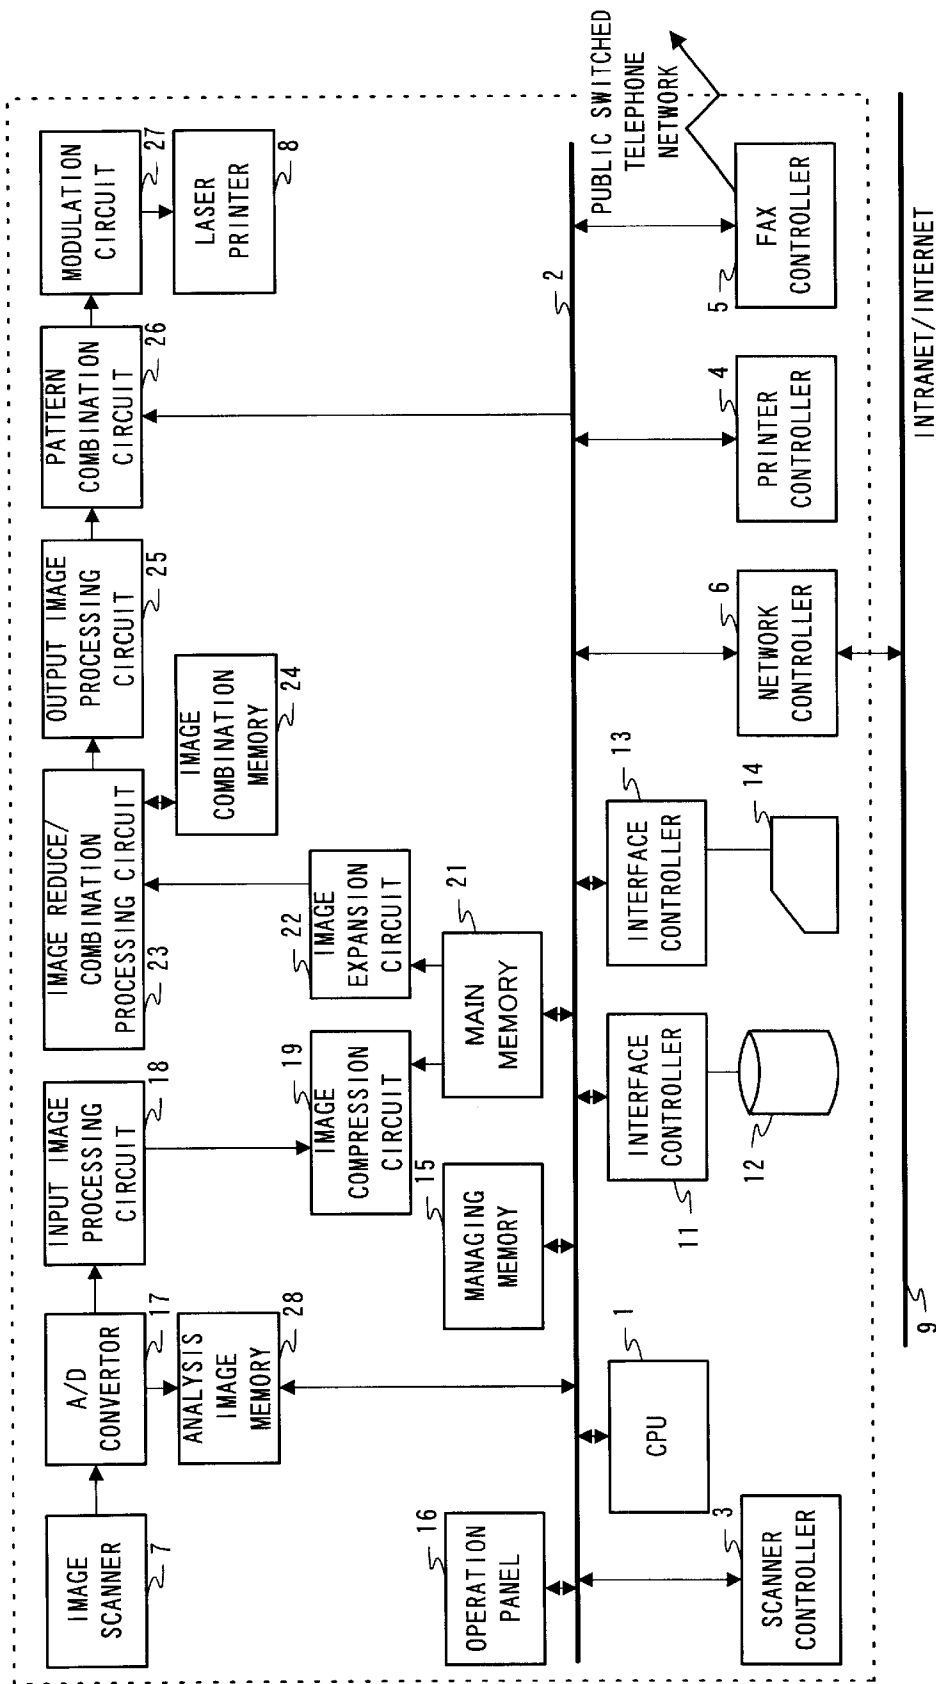 IMAGE
SCANNER
7
A/D
CONVERTOR
17
ANALYSIS
IMAGE
MEMORY
28
INPUT IMAGE
PROCESSING
CIRCUIT
18
IMAGE REDUCE/
COMBINATION
PROCESSING CIRCUIT
23
IMAGE
COMBINATION
MEMORY
24
OUTPUT IMAGE
PROCESSING
CIRCUIT
25
PATTERN
COMBINATION
CIRCUIT
26
MODULATION
CIRCUIT
27
LASER
PRINTER
8
19
IMAGE
COMPRESSION
CIRCUIT
22
IMAGE
EXPANSION
CIRCUIT
16
OPERATION
PANEL
15
MANAGING
MEMORY
MAIN
MEMORY
21
2
PUBLIC SWITCHED
TELEPHONE
NETWORK
3
SCANNER
CONTROLLER
CPU
1
INTERFACE
CONTROLLER
11
12
INTERFACE
CONTROLLER
13
14
NETWORK
CONTROLLER
6
PRINTER
CONTROLLER
4
5
FAX
CONTROLLER
9
INTRANET/INTERNET